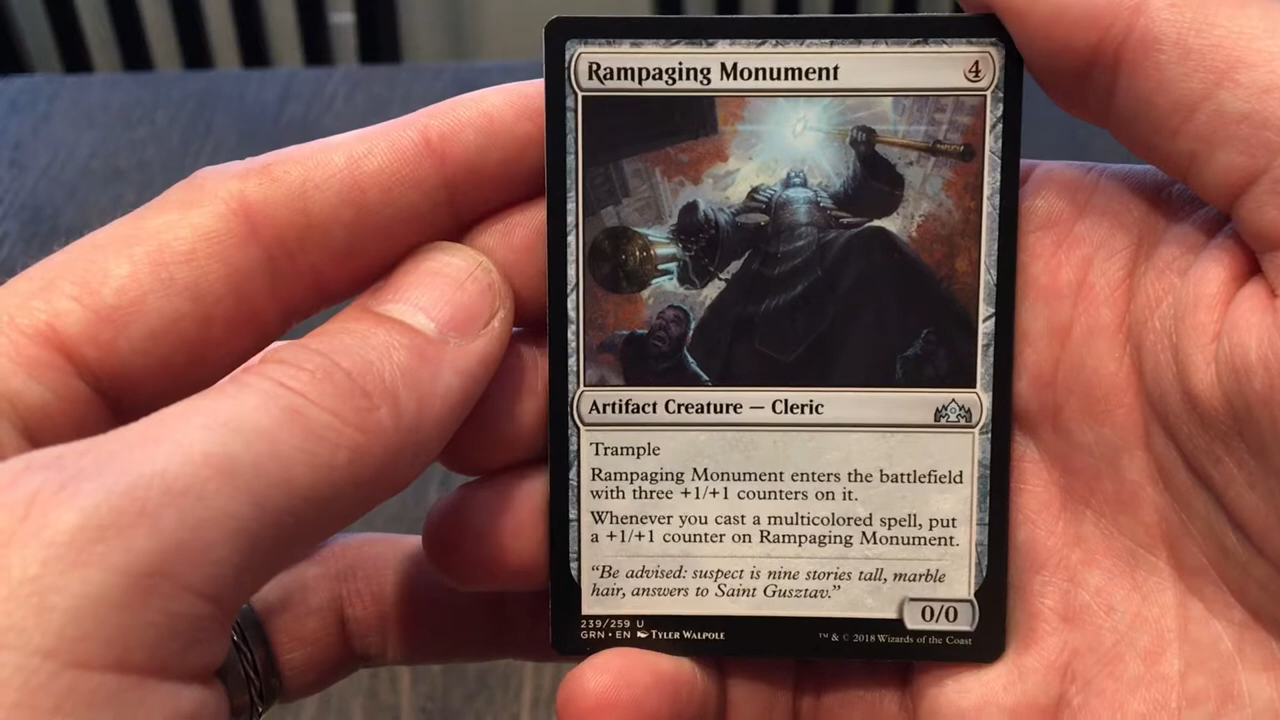 Rampaging Monument 4
Artifact Creature — Cleric
Trample
Rampaging Monument enters the battlefield
with three +1/+1 counters on it.
Whenever you cast a multicolored spell, put
a +1/+1 counter on Rampaging Monument.
“Be advised: suspect is nine stories tall, marble
hair, answers to Saint Gusztav.”
0/0
239/259 U
GRN • EN Tyler Walpole
™ & © 2018 Wizards of the Coast